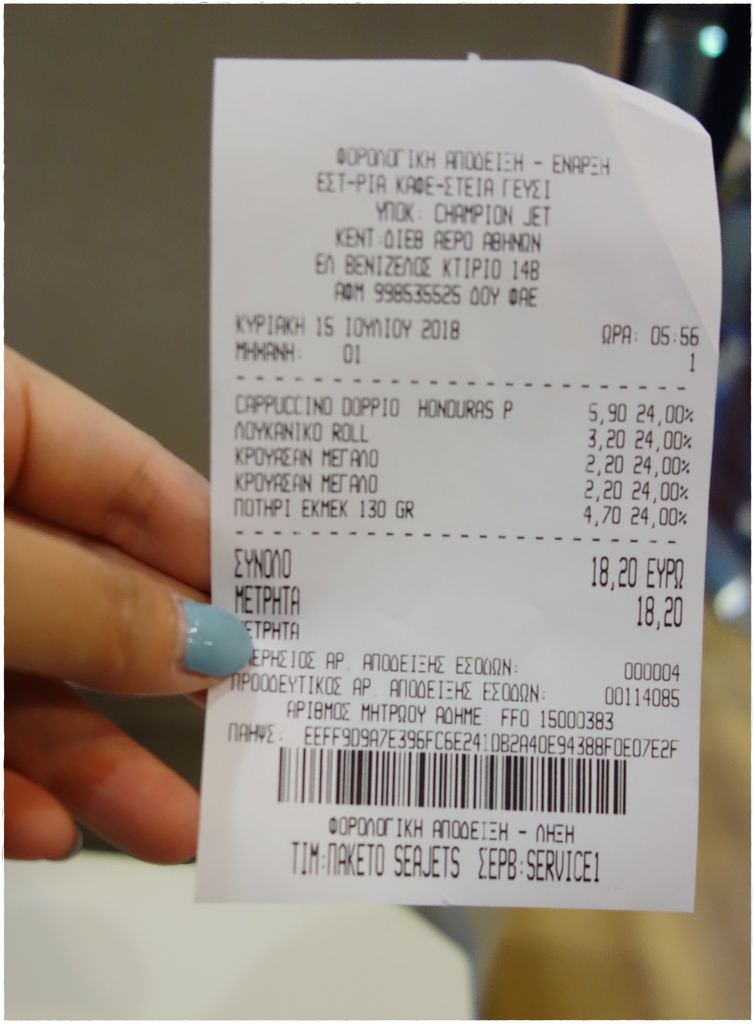 ΦΟΡΟΛΟΓΙΚΗ ΑΠΟΔΕΙΞΗ - ΕΝΑΡΞΗ
ΕΣΤ-ΡΙΑ ΚΑΦΕ-ΣΤΕΙΑ ΓΕΥΣΙ
ΥΠΟΚ: CHAMPION JET
ΚΕΝΤ:ΔΙΕΘ ΑΕΡΟ ΑΘΗΝΩΝ
ΕΛ ΒΕΝΙΖΕΛΟΣ ΚΤΙΡΙΟ 14Β
ΑΦΜ 998535525 ΔΟΥ ΦΑΕ
ΚΥΡΙΑΚΗ 15 ΙΟΥΛΙΟΥ 2018 ΩΡΑ: 05:56
ΜΗΧΑΝΗ: 01 1
CAPPUCCINO DOPPIO HONDURAS P 5,90 24,00%
ΛΟΥΚΑΝΙΚΟ ROLL 3,20 24,00%
ΚΡΟΥΑΣΑΝ ΜΕΓΑΛΟ 2,20 24,00%
ΚΡΟΥΑΣΑΝ ΜΕΓΑΛΟ 2,20 24,00%
ΠΟΤΗΡΙ ΕΚΜΕΚ 130 GR 4,70 24,00%
ΣΥΝΟΛΟ 18,20 ΕΥΡΩ
ΜΕΤΡΗΤΑ 18,20
ΜΕΤΡΗΤΑ
ΗΜΕΡΗΣΙΟΣ ΑΡ. ΑΠΟΔΕΙΞΗΣ ΕΣΟΔΩΝ: 000004
ΠΡΟΟΔΕΥΤΙΚΟΣ ΑΡ. ΑΠΟΔΕΙΞΗΣ ΕΣΟΔΩΝ: 00114085
ΑΡΙΘΜΟΣ ΜΗΤΡΩΟΥ ΑΔΗΜΕ: FFO 15000383
ΠΑΗΨΣ: EEFF9D9A7E396FC6E241DB2A40E94388F0E07E2F
ΦΟΡΟΛΟΓΙΚΗ ΑΠΟΔΕΙΞΗ - ΛΗΞΗ
ΤΙΜ:ΠΑΚΕΤΟ SEAJETS ΣΕΡΒ:SERVICE1